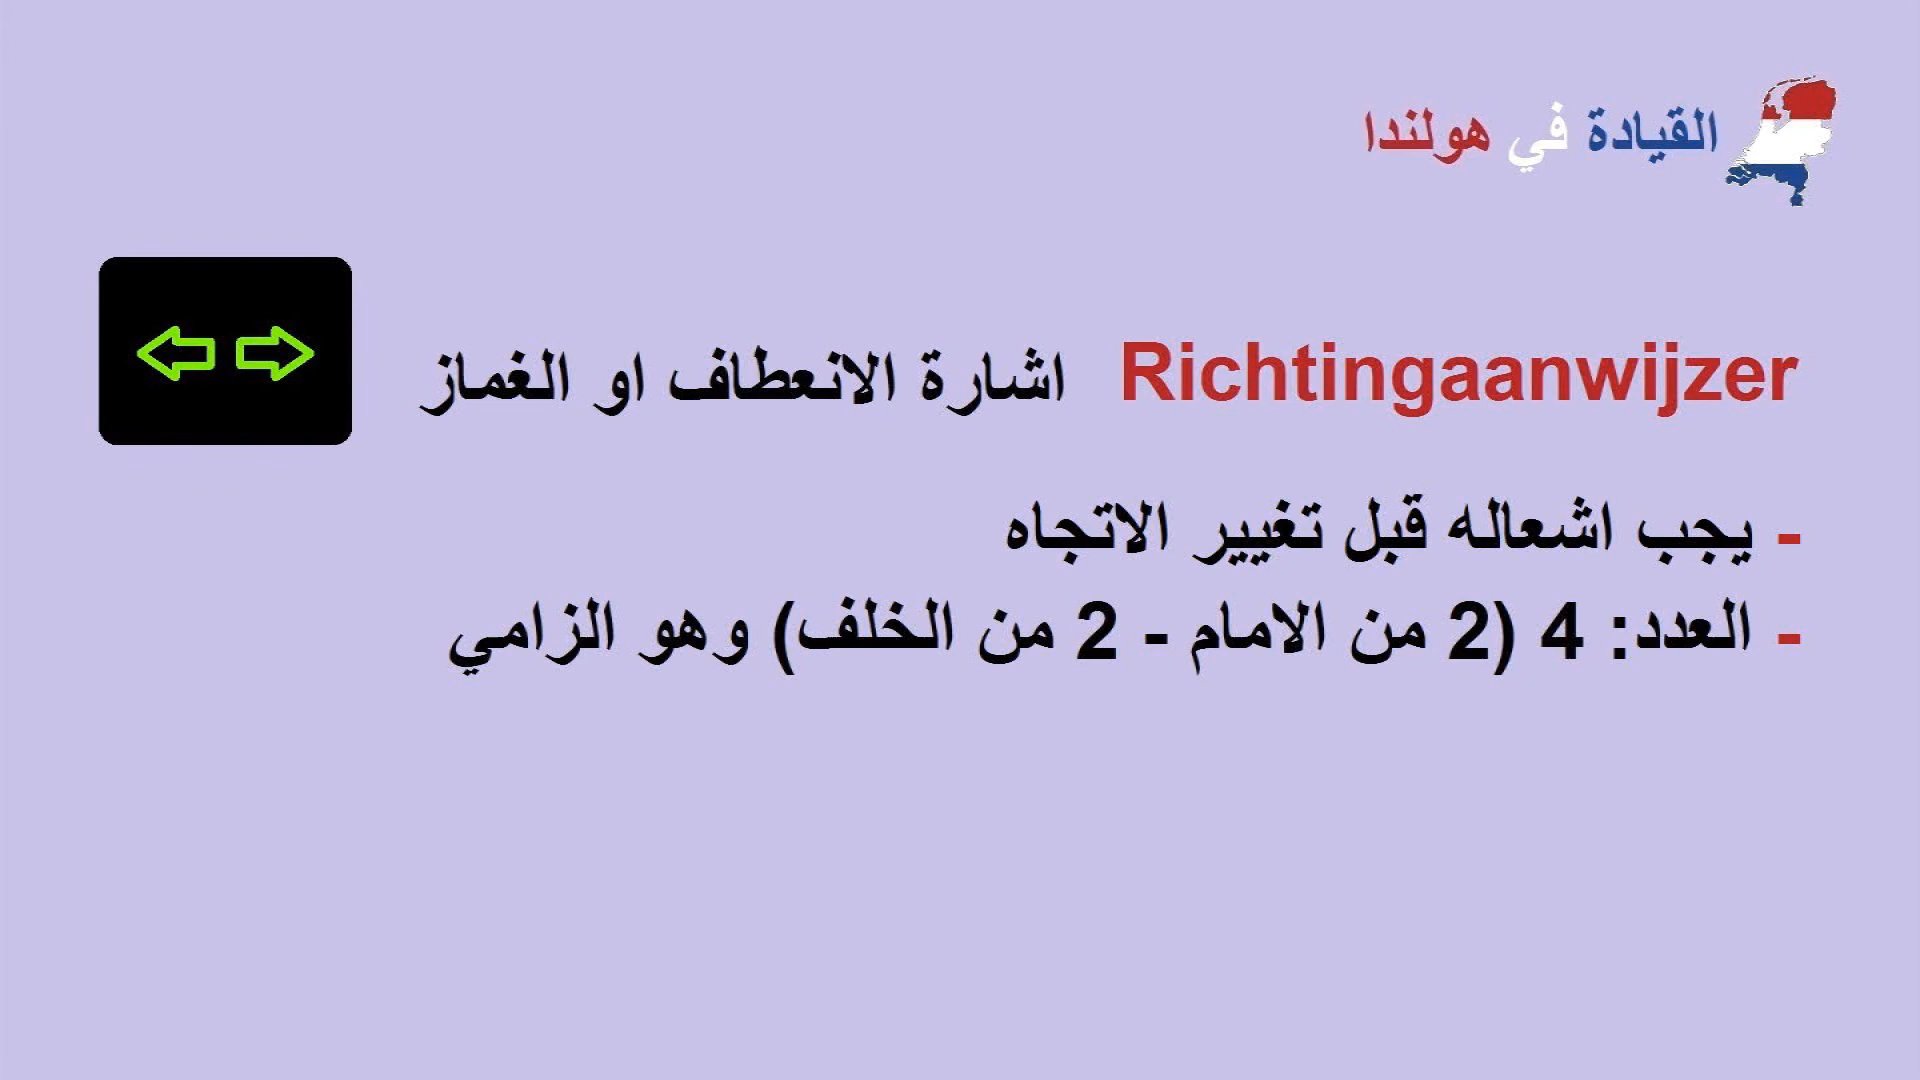 القيادة في هولندا
Richtingaanwijzer اشارة الانعطاف او الغماز
- يجب اشعاله قبل تغيير الاتجاه
- العدد: 4 (2 من الامام - 2 من الخلف) وهو الزامي